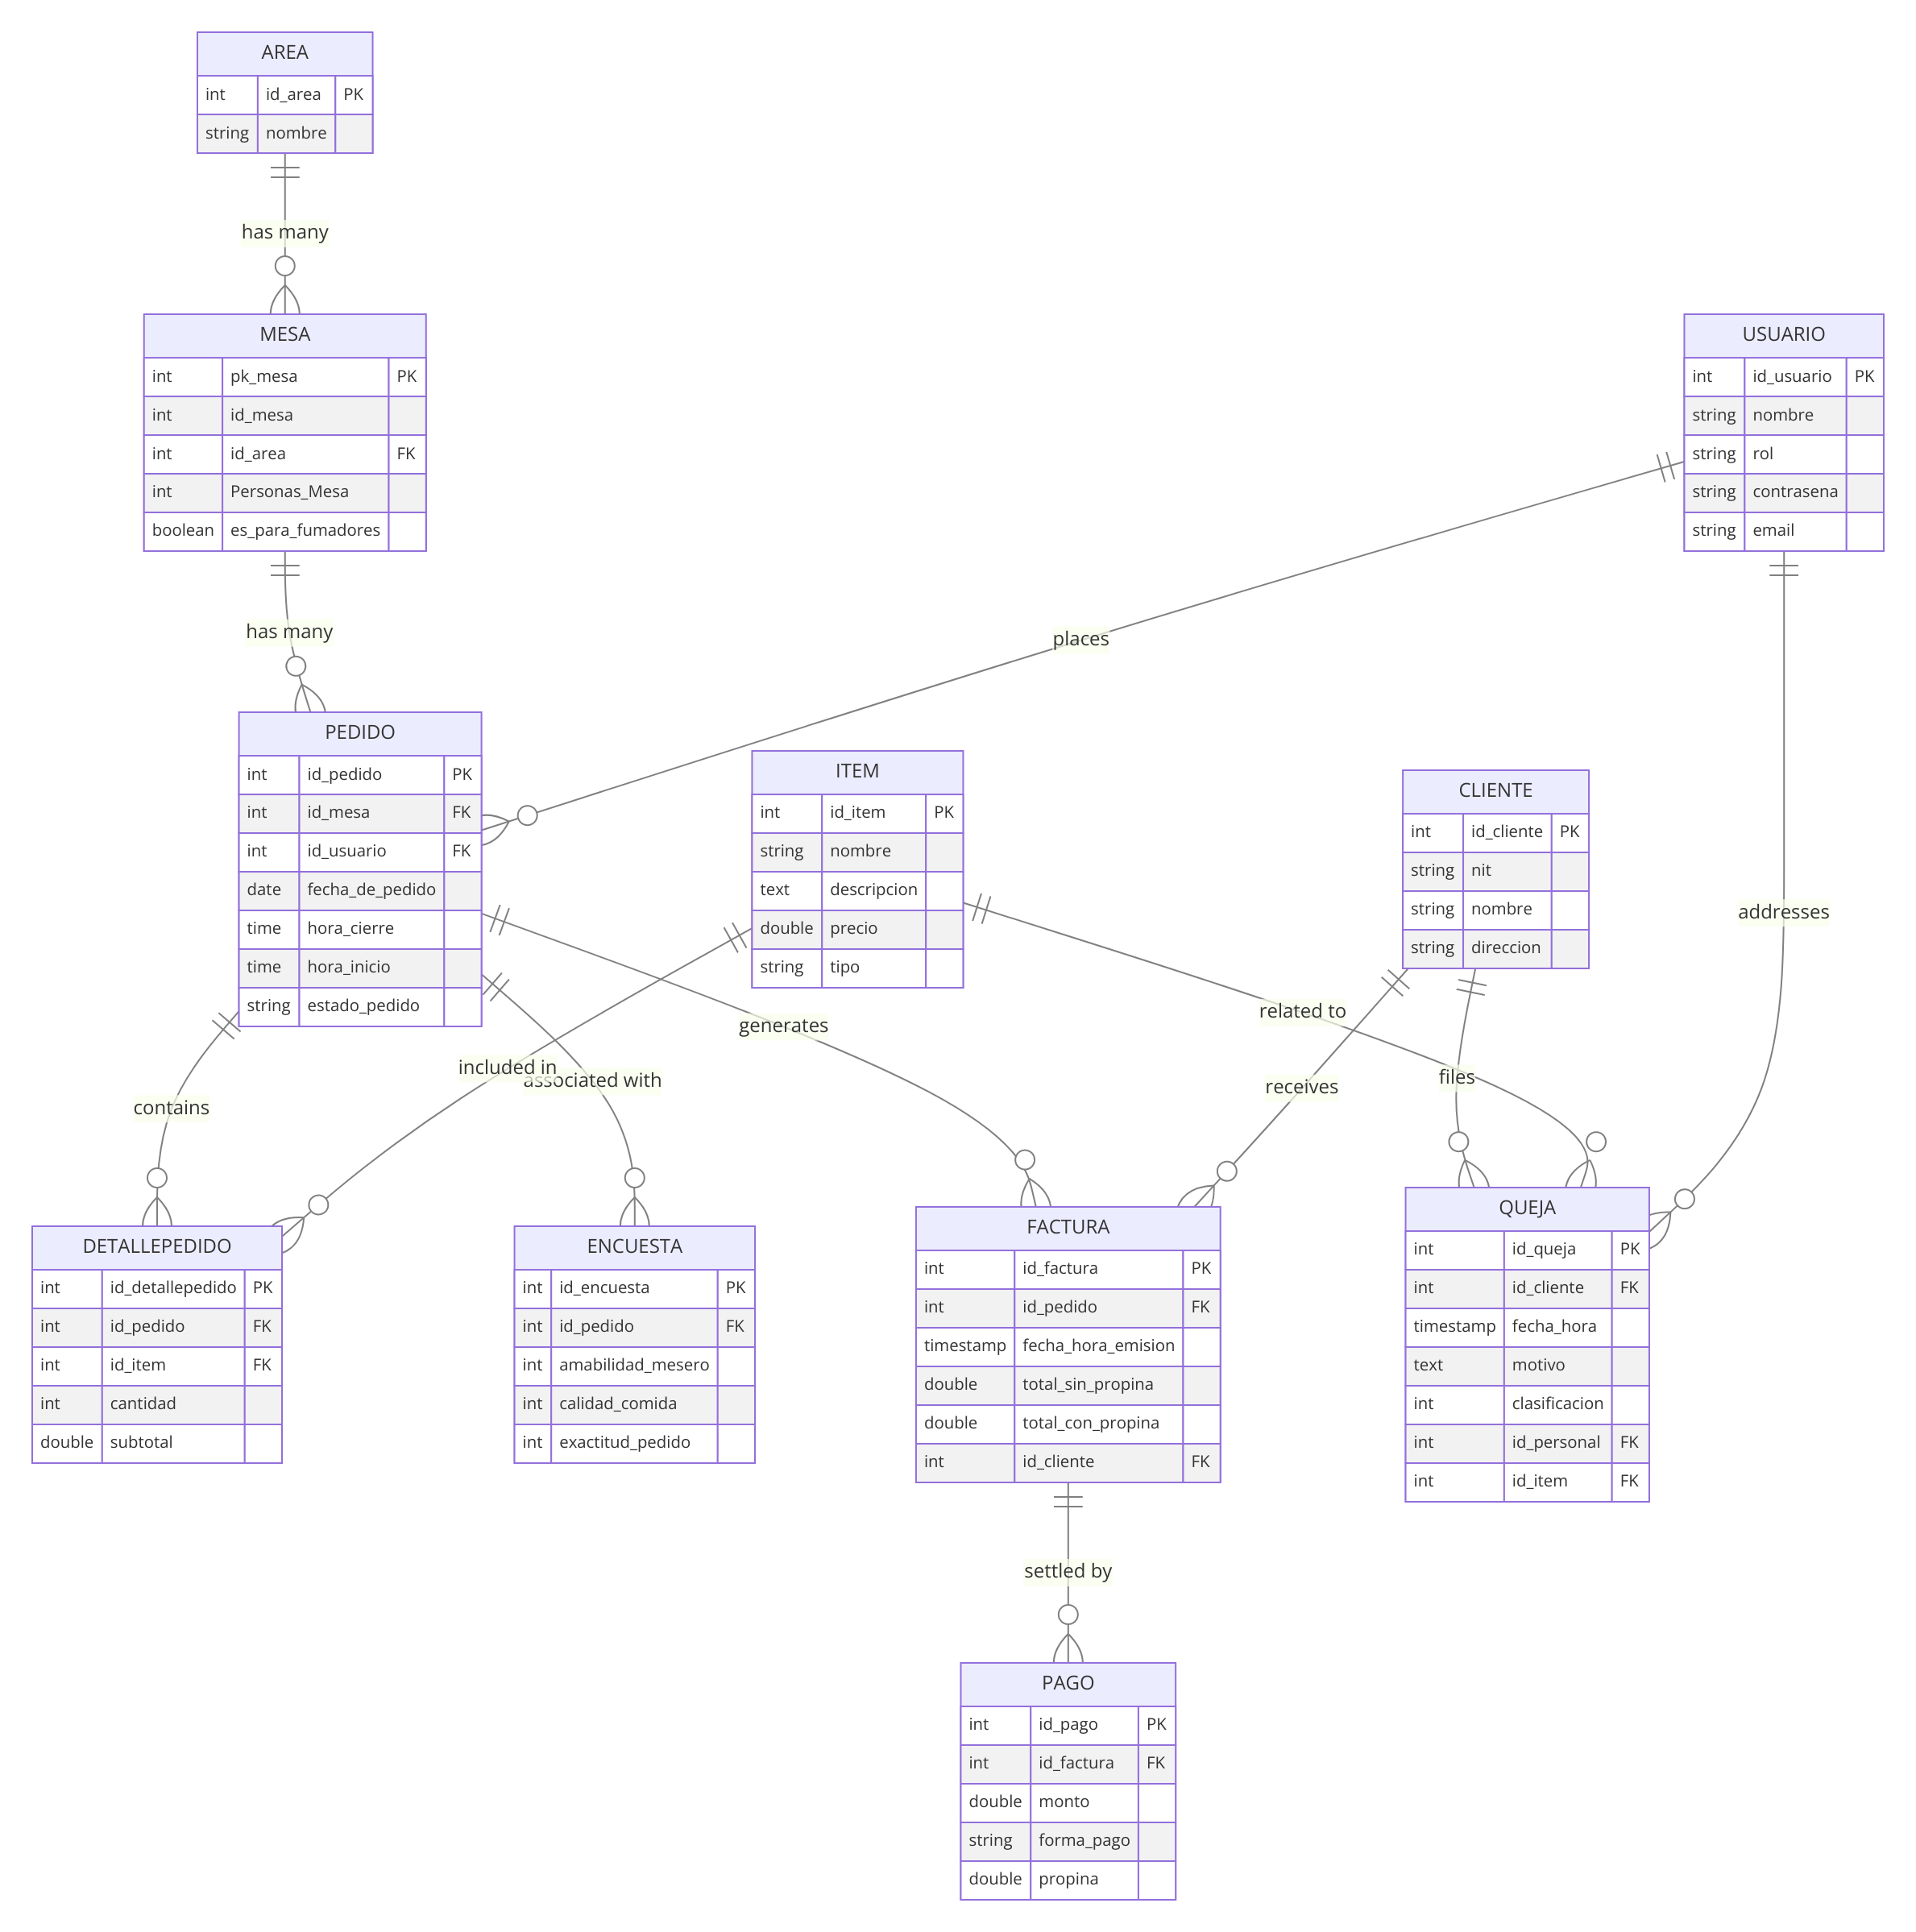 AREA
int id_area PK
string nombre
has many
MESA
int pk_mesa PK
int id_mesa
int id_area FK
int Personas_Mesa
boolean es_para_fumadores
USUARIO
int id_usuario PK
string nombre
string rol
string contrasena
string email
has many
places
PEDIDO
int id_pedido PK
int id_mesa FK
int id_usuario FK
date fecha_de_pedido
time hora_cierre
time hora_inicio
string estado_pedido
ITEM
int id_item PK
string nombre
text descripcion
double precio
string tipo
CLIENTE
int id_cliente PK
string nit
string nombre
string direccion
addresses
generates
related to
included in
associated with
receives
files
contains
DETALLEPEDIDO
int id_detallepedido PK
int id_pedido FK
int id_item FK
int cantidad
double subtotal
ENCUESTA
int id_encuesta PK
int id_pedido FK
int amabilidad_mesero
int calidad_comida
int exactitud_pedido
FACTURA
int id_factura PK
int id_pedido FK
timestamp fecha_hora_emision
double total_sin_propina
double total_con_propina
int id_cliente FK
QUEJA
int id_queja PK
int id_cliente FK
timestamp fecha_hora
text motivo
int clasificacion
int id_personal FK
int id_item FK
settled by
PAGO
int id_pago PK
int id_factura FK
double monto
string forma_pago
double propina